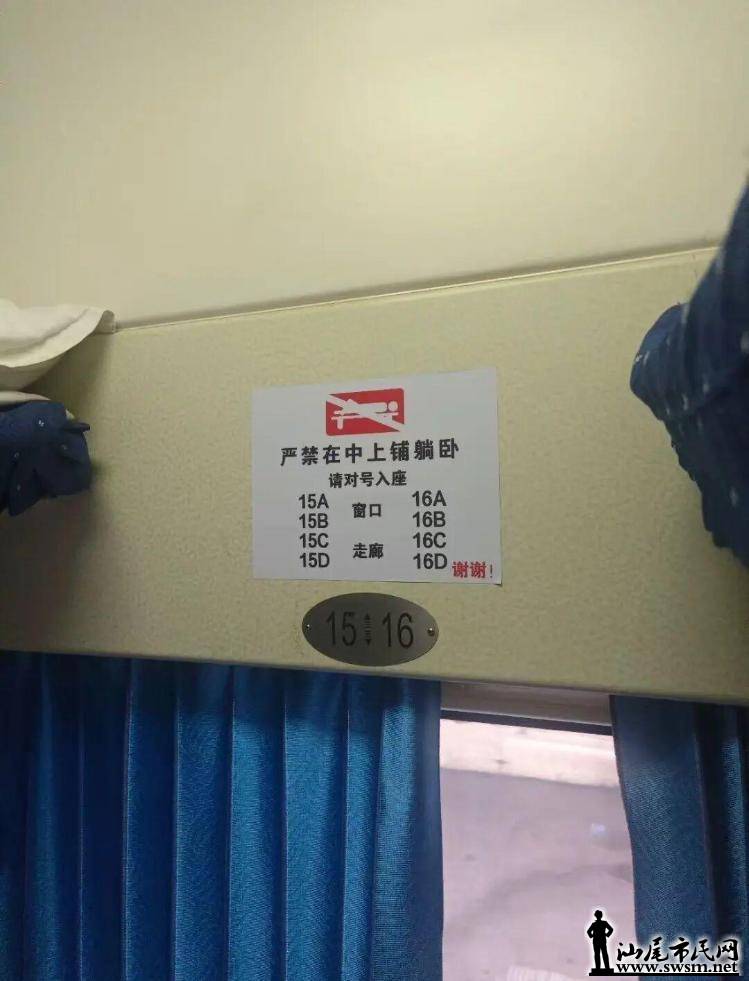 严禁在中上铺躺卧
请对号入座
15A 窗口 16A
15B 16B
15C 走廊 16C
15D 16D 谢谢！
15 16
汕尾市民网
www.swsm.net